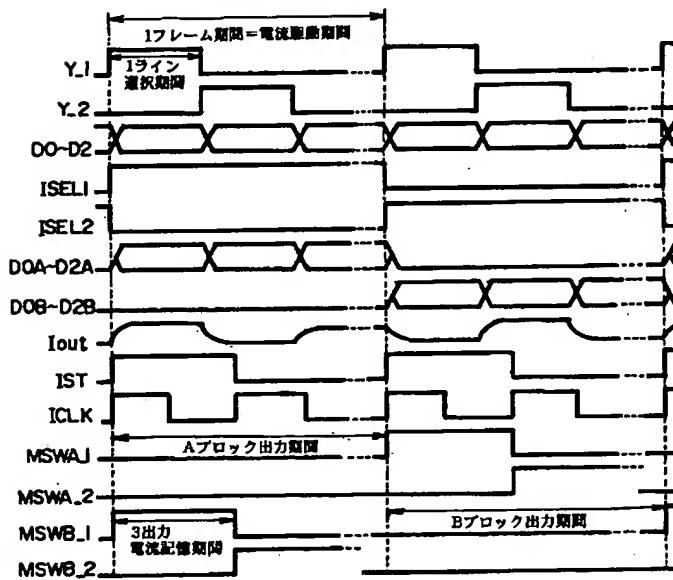 1フレーム期間=電流駆動期間
Y_1
1ライン
選択期間
Y_2
D0~D2
ISEL1
ISEL2
D0A~D2A
D0B~D2B
Iout
IST
ICLK
Aブロック出力期間
MSWA_1
MSWA_2
MSWB_1
3出力
電流記憶期間
Bブロック出力期間
MSWB_2